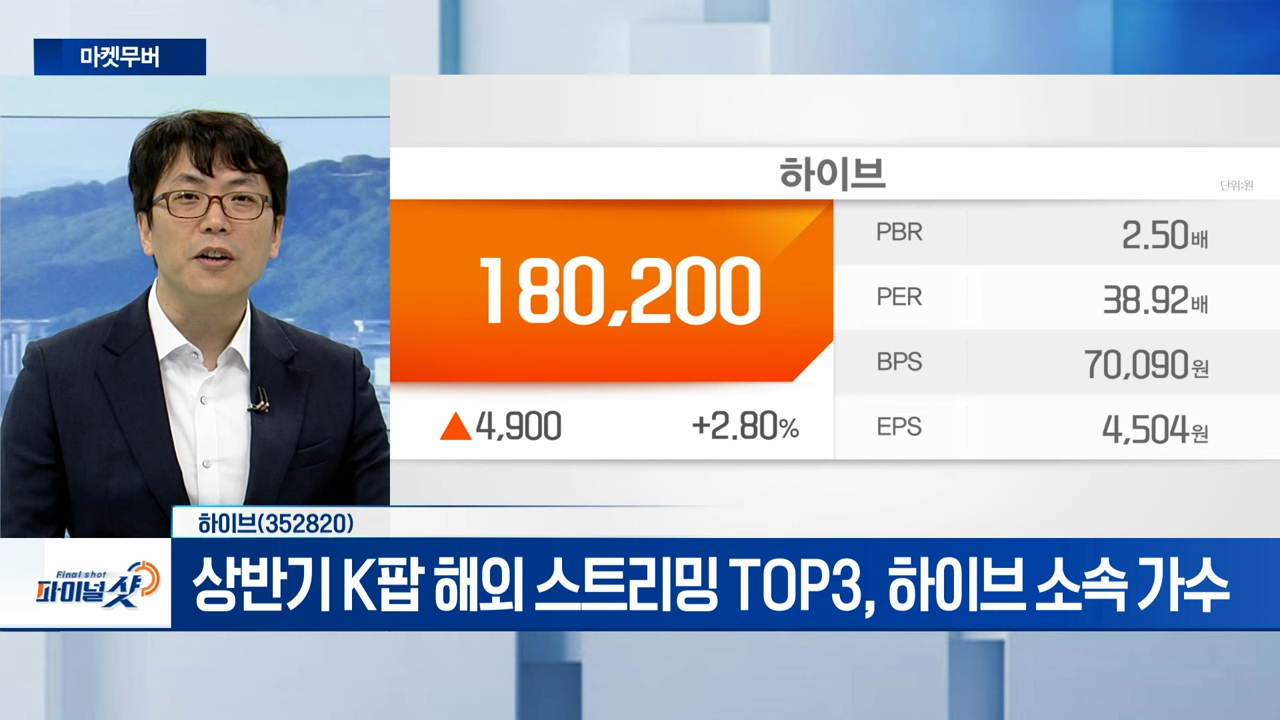 마켓무버
하이브
단위:원
180,200
▲4,900 +2.80%
PBR 2.50배
PER 38.92배
BPS 70,090원
EPS 4,504원
하이브(352820)
Final shot
파이널샷
상반기 K팝 해외 스트리밍 TOP3, 하이브 소속 가수